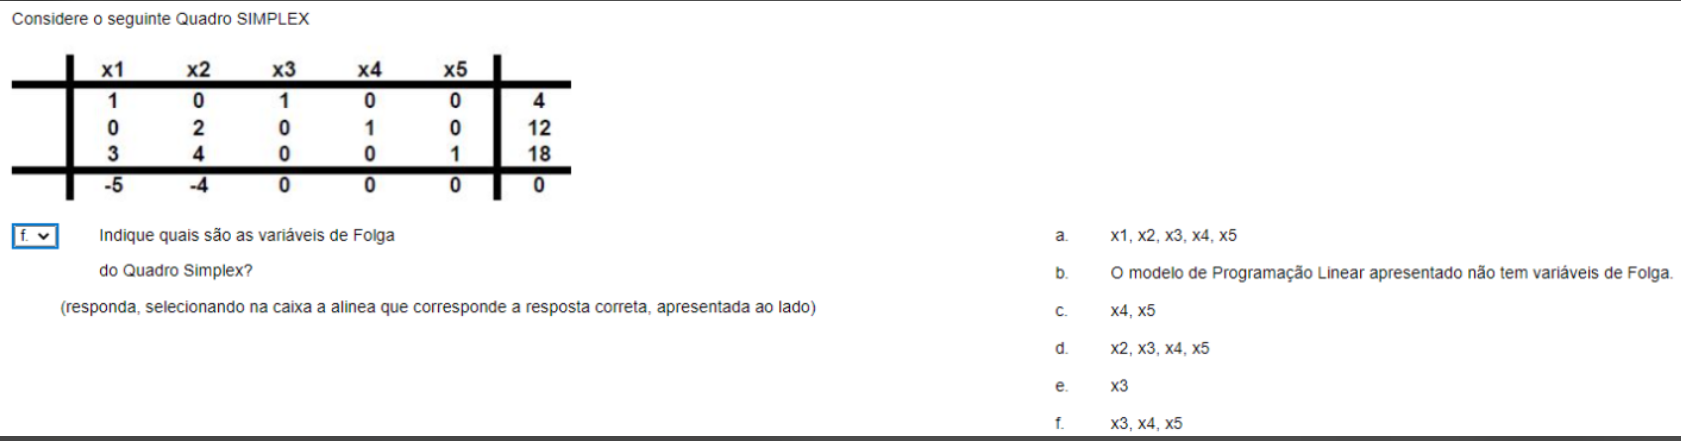 Considere o seguinte Quadro SIMPLEX
x1 x2 x3 x4 x5
1 0 1 0 0 4
0 2 0 1 0 12
3 4 0 0 1 18
-5 -4 0 0 0 0
f. Indique quais são as variáveis de Folga
do Quadro Simplex?
(responda, selecionando na caixa a alinea que corresponde a resposta correta, apresentada ao lado)
a. x1, x2, x3, x4, x5
b. O modelo de Programação Linear apresentado não tem variáveis de Folga.
c. x4, x5
d. x2, x3, x4, x5
e. x3
f. x3, x4, x5